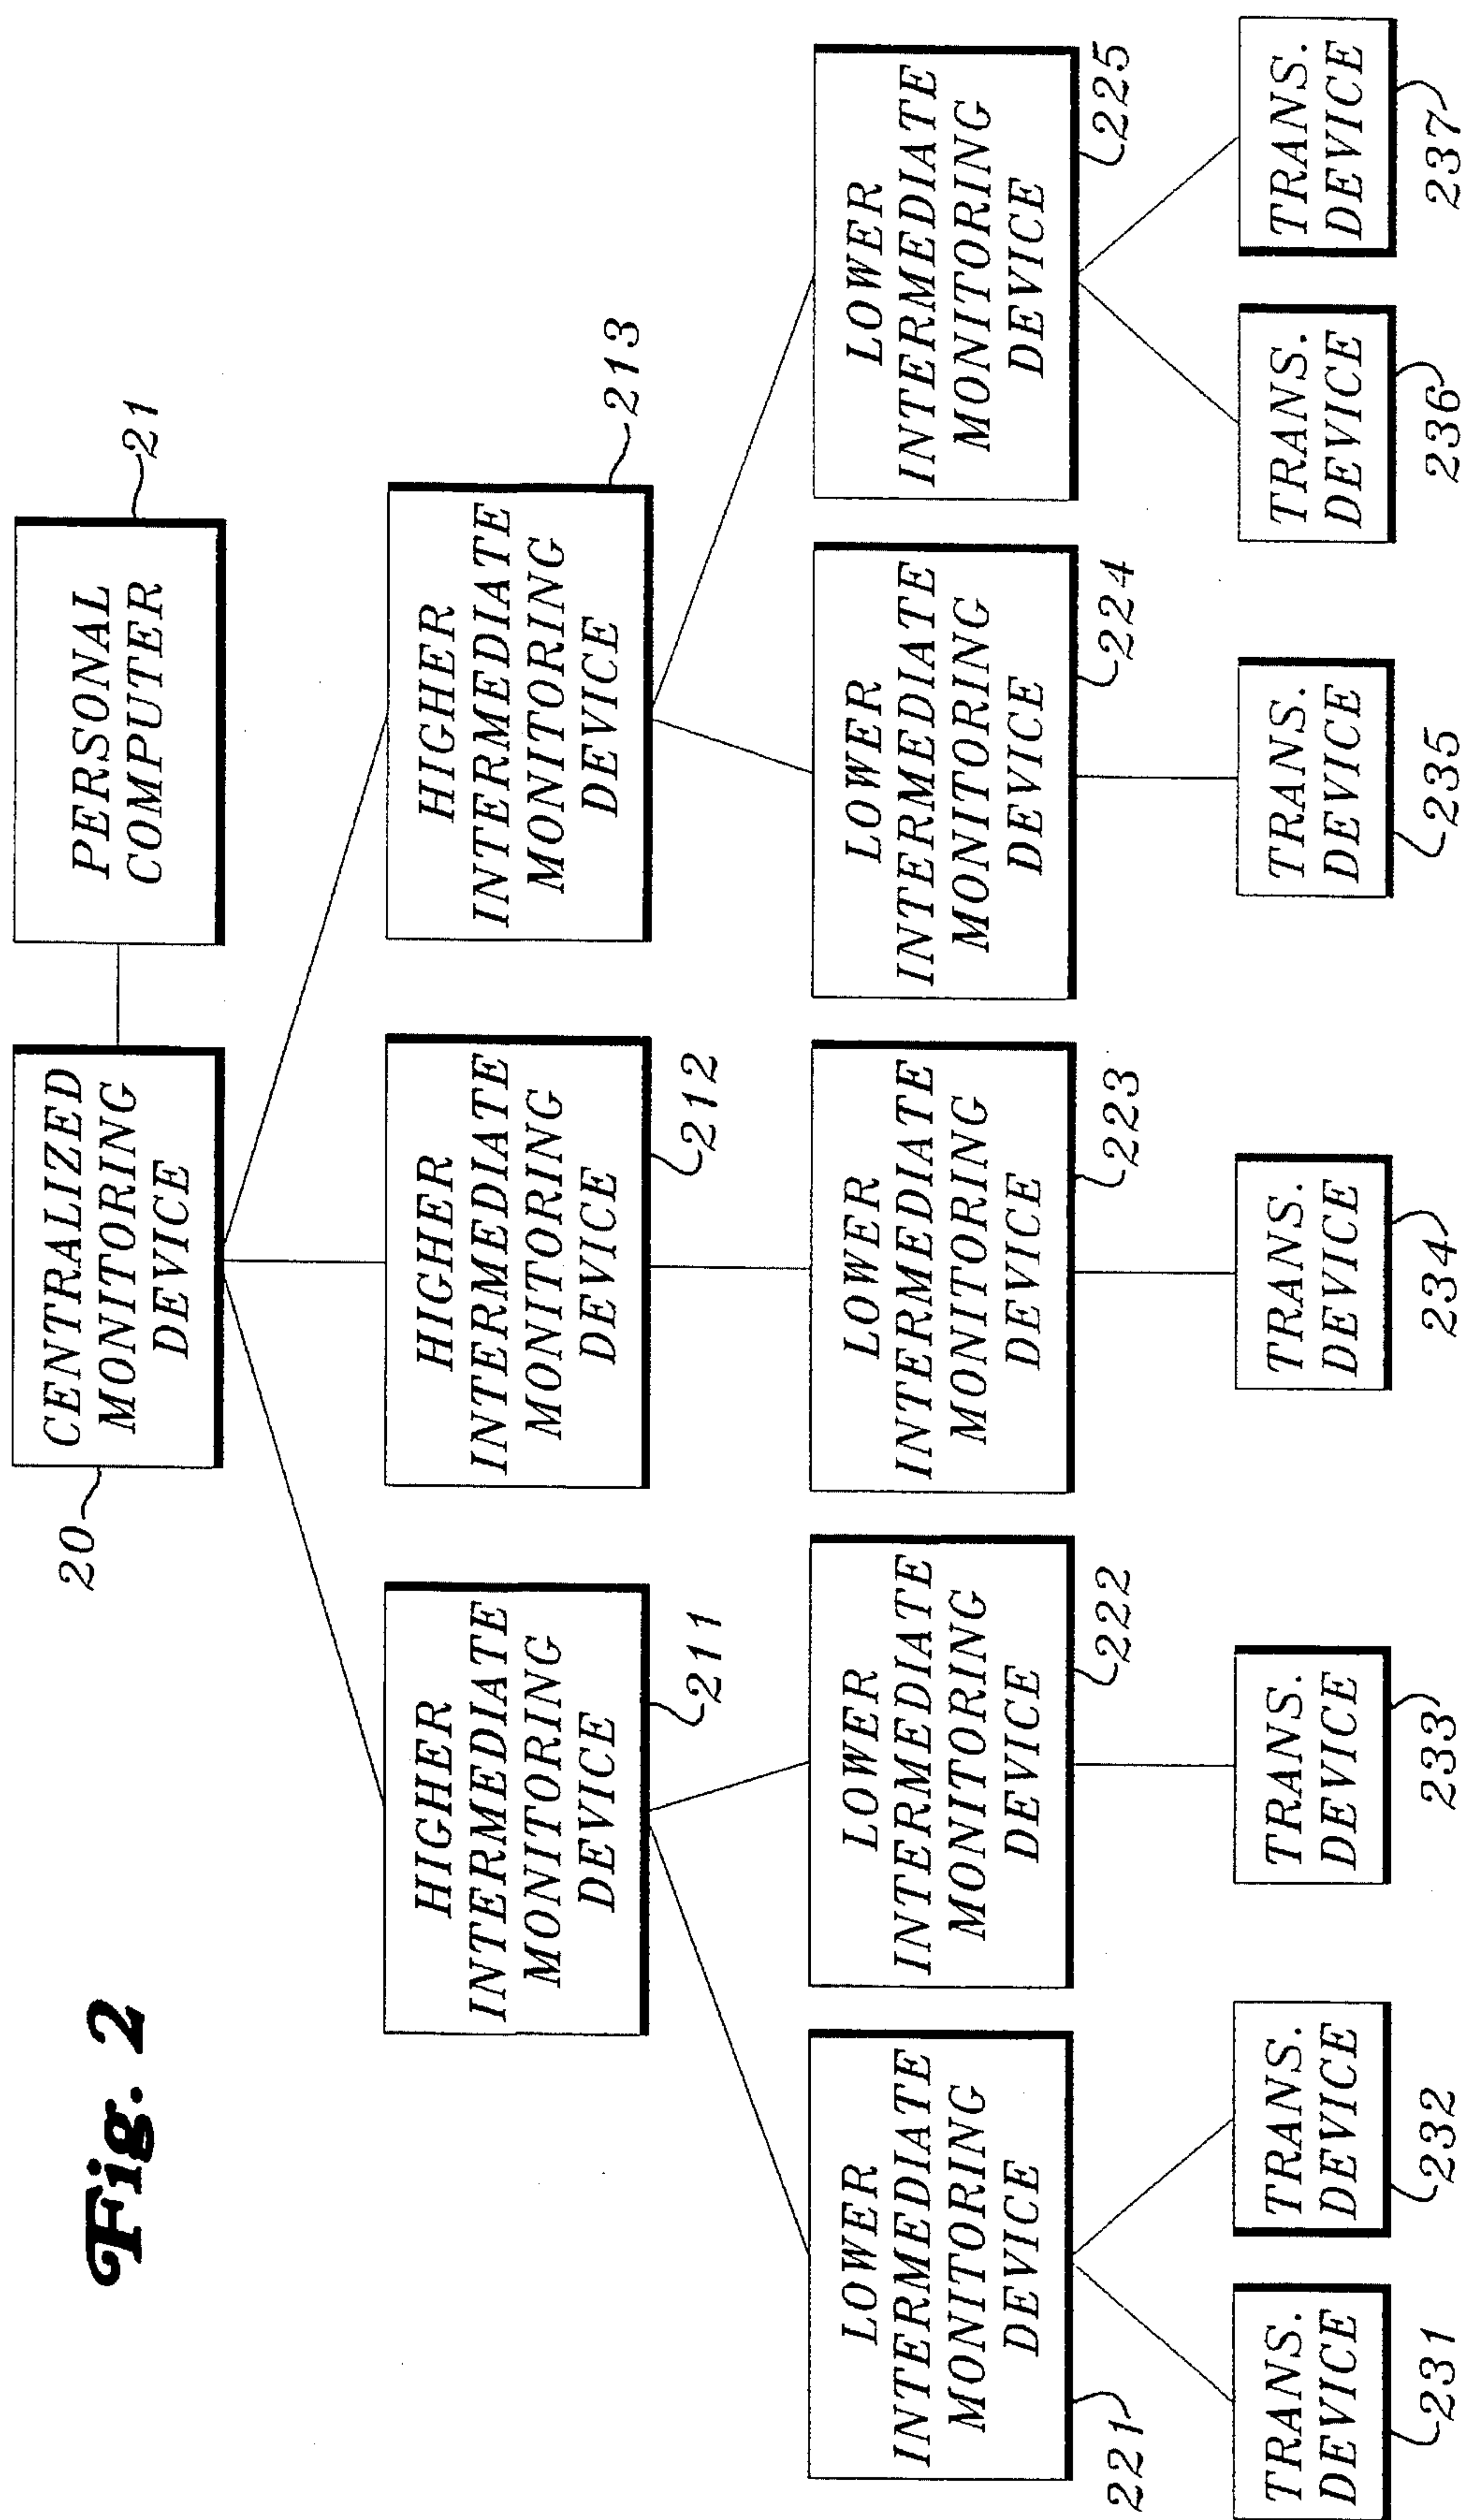 Fig. 2
20
CENTRALIZED
MONITORING
DEVICE
PERSONAL
COMPUTER
21
HIGHER
INTERMEDIATE
MONITORING
DEVICE
211
HIGHER
INTERMEDIATE
MONITORING
DEVICE
212
HIGHER
INTERMEDIATE
MONITORING
DEVICE
213
LOWER
INTERMEDIATE
MONITORING
DEVICE
221
LOWER
INTERMEDIATE
MONITORING
DEVICE
222
LOWER
INTERMEDIATE
MONITORING
DEVICE
223
LOWER
INTERMEDIATE
MONITORING
DEVICE
224
LOWER
INTERMEDIATE
MONITORING
DEVICE
225
TRANS.
DEVICE
231
TRANS.
DEVICE
232
TRANS.
DEVICE
233
TRANS.
DEVICE
234
TRANS.
DEVICE
235
TRANS.
DEVICE
236
TRANS.
DEVICE
237